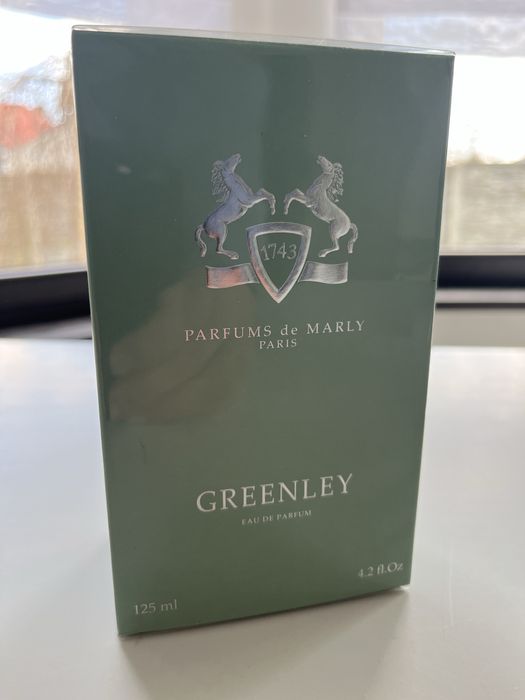 1743
PARFUMS de MARLY
PARIS
GREENLEY
EAU DE PARFUM
125 ml
4.2 fl.Oz